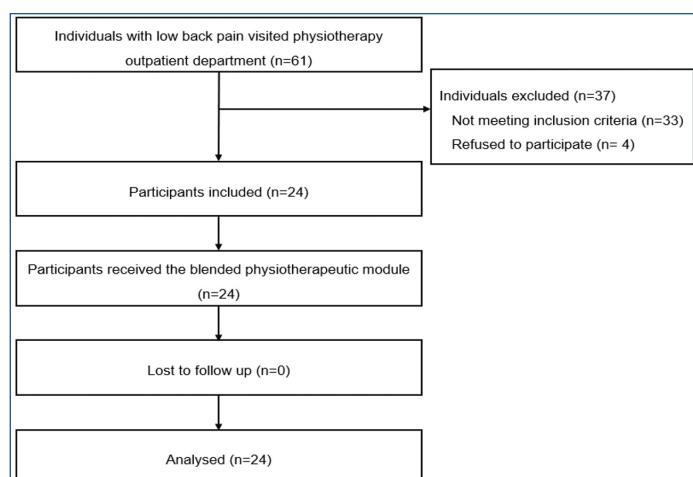 Individuals with low back pain visited physiotherapy
outpatient department (n=61)
Individuals excluded (n=37)
Not meeting inclusion criteria (n=33)
Refused to participate (n= 4)
Participants included (n=24)
Participants received the blended physiotherapeutic module
(n=24)
Lost to follow up (n=0)
Analysed (n=24)